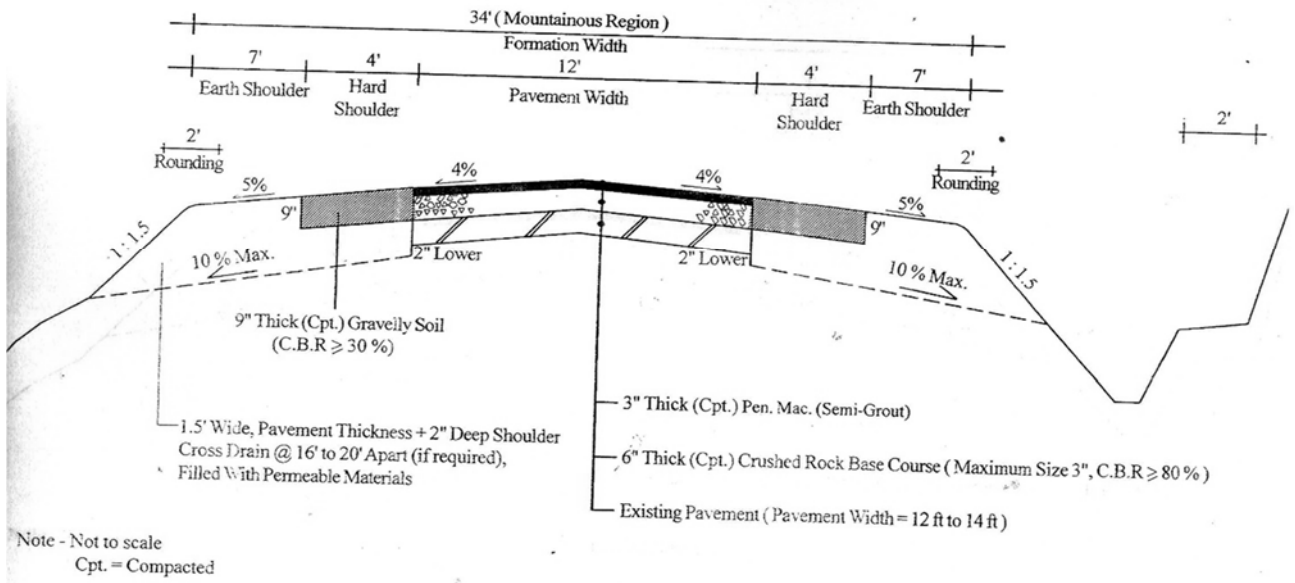 34' ( Mountainous Region )
Formation Width
7' 4' 12' 4' 7'
Earth Shoulder Hard Shoulder Pavement Width Hard Shoulder Earth Shoulder
2'
Rounding
2'
Rounding
2'
5% 4% 4% 5%
9" 9"
1 : 1.5
1 : 1.5
2" Lower 2" Lower
10 % Max. 10 % Max.
9" Thick (Cpt.) Gravelly Soil
(C.B.R ⩾ 30 %)
1.5' Wide, Pavement Thickness + 2" Deep Shoulder
Cross Drain @ 16' to 20' Apart (if required),
Filled With Permeable Materials
3" Thick (Cpt.) Pen. Mac. (Semi-Grout)
6" Thick (Cpt.) Crushed Rock Base Course ( Maximum Size 3", C.B.R ⩾ 80 % )
Existing Pavement ( Pavement Width = 12 ft to 14 ft )
Note - Not to scale
Cpt. = Compacted